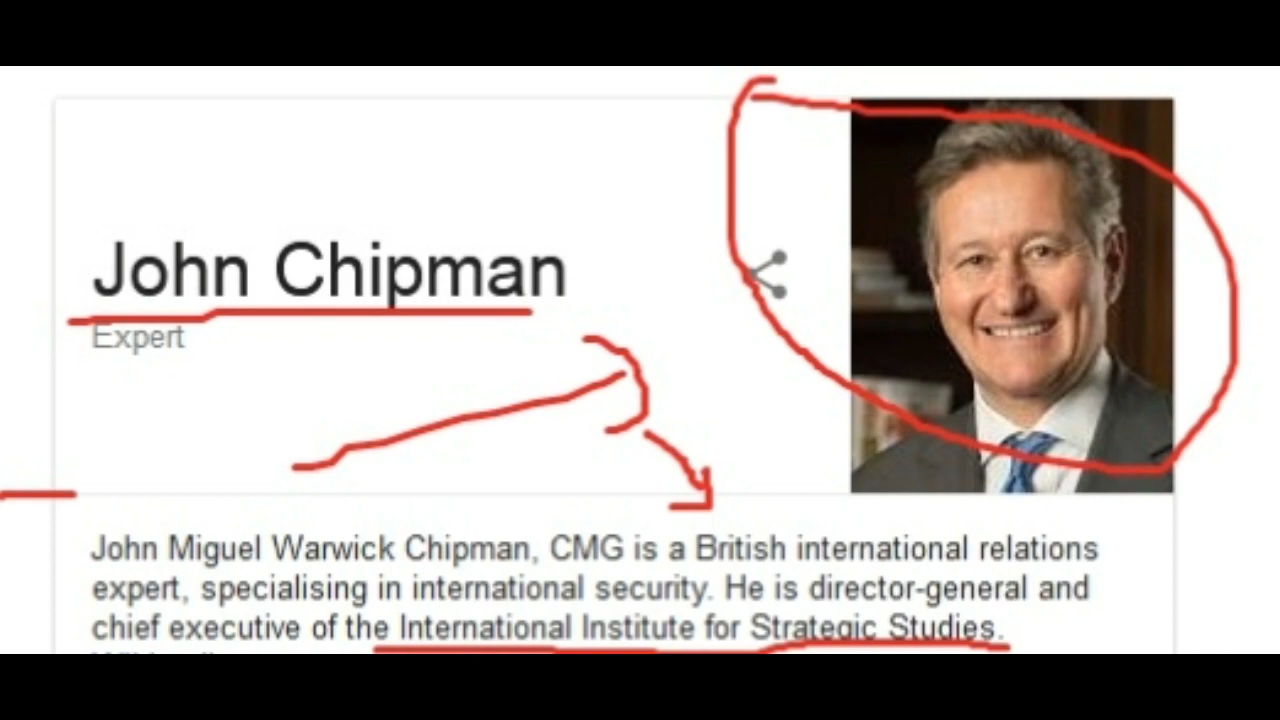 John Chipman
Expert
John Miguel Warwick Chipman, CMG is a British international relations
expert, specialising in international security. He is director-general and
chief executive of the International Institute for Strategic Studies.